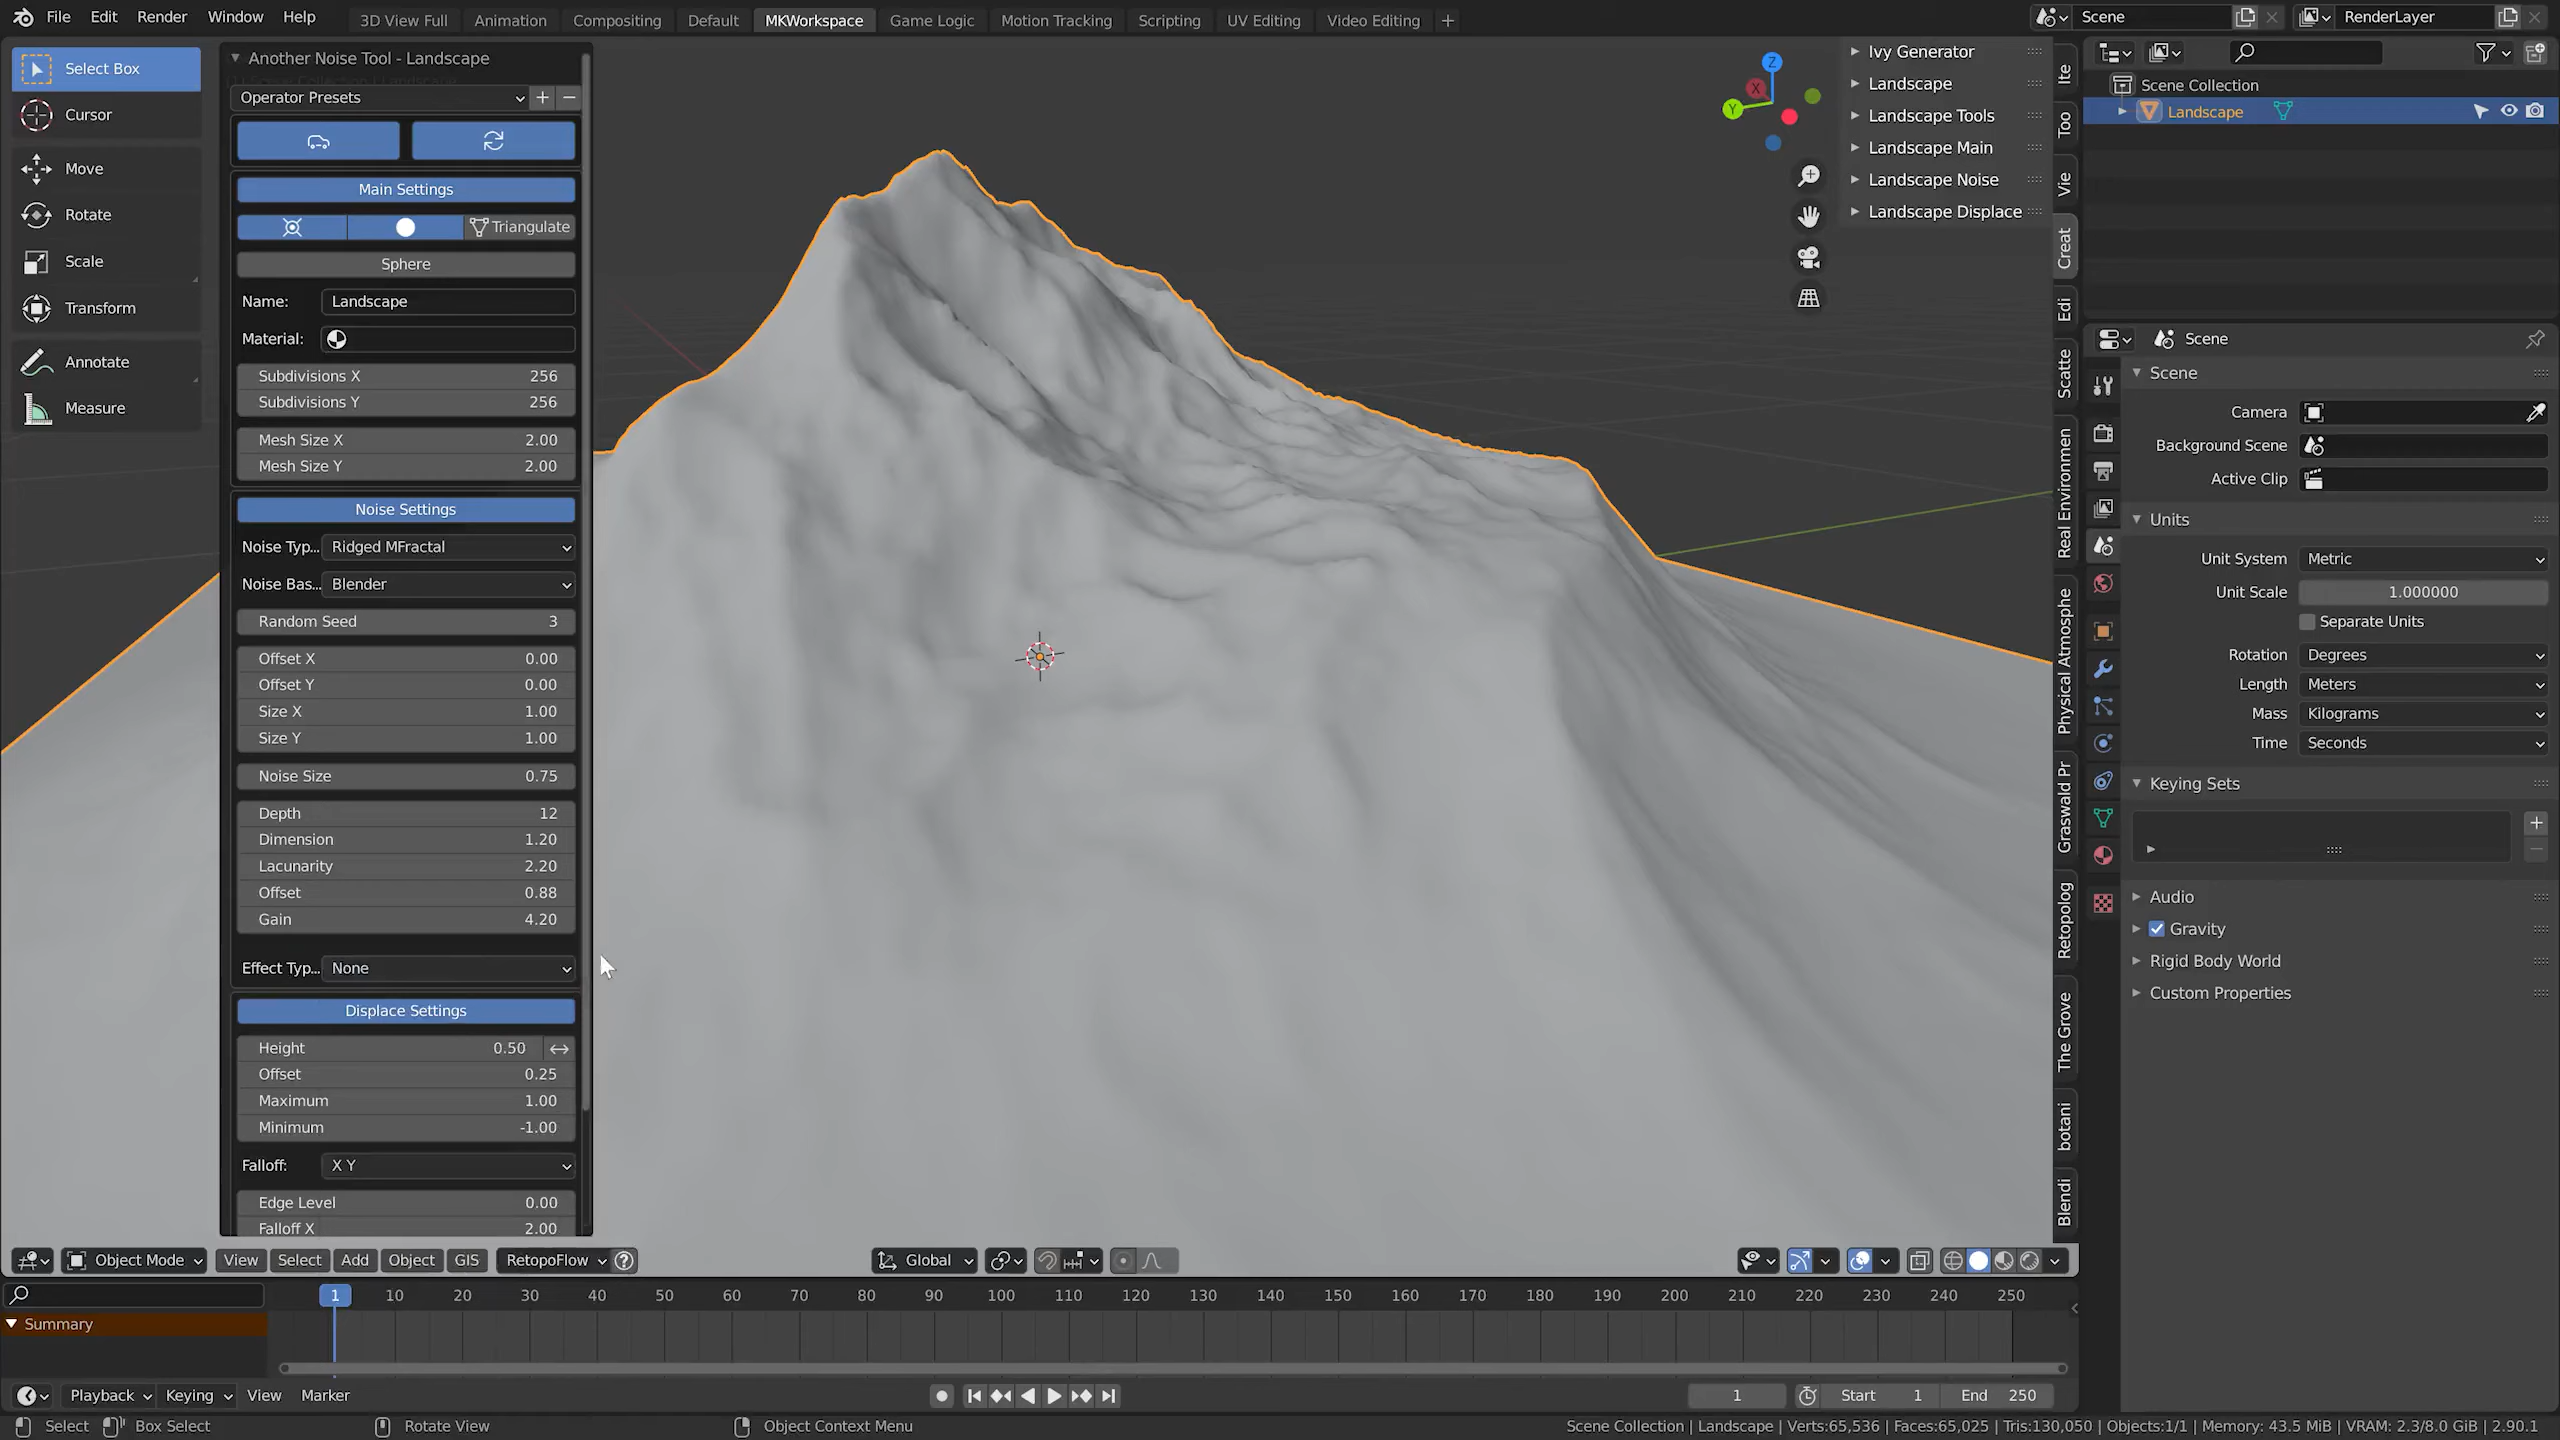 File Edit Render Window Help 3D View Full Animation Compositing Default MKWorkspace Game Logic Motion Tracking Scripting UV Editing Video Editing + Scene RenderLayer
Select Box
Cursor
Move
Rotate
Scale
Transform
Annotate
Measure
Another Noise Tool - Landscape
Operator Presets
Main Settings
Triangulate
Sphere
Name: Landscape
Material:
Subdivisions X 256
Subdivisions Y 256
Mesh Size X 2.00
Mesh Size Y 2.00
Noise Settings
Noise Typ... Ridged MFractal
Noise Bas... Blender
Random Seed 3
Offset X 0.00
Offset Y 0.00
Size X 1.00
Size Y 1.00
Noise Size 0.75
Depth 12
Dimension 1.20
Lacunarity 2.20
Offset 0.88
Gain 4.20
Effect Typ... None
Displace Settings
Height 0.50
Offset 0.25
Maximum 1.00
Minimum -1.00
Falloff: X Y
Edge Level 0.00
Falloff X 2.00
Z
X
Y
Ivy Generator
Landscape
Landscape Tools
Landscape Main
Landscape Noise
Landscape Displace
Ite
Too
Vie
Creat
Edi
Scatte
Real Environmen
Physical Atmosphe
Graswald Pr
Retopolog
The Grove
botani
Blendi
Scene Collection
Landscape
Scene
Scene
Camera
Background Scene
Active Clip
Units
Unit System Metric
Unit Scale 1.000000
Separate Units
Rotation Degrees
Length Meters
Mass Kilograms
Time Seconds
Keying Sets
Audio
Gravity
Rigid Body World
Custom Properties
Object Mode View Select Add Object GIS RetopoFlow Global
1 10 20 30 40 50 60 70 80 90 100 110 120 130 140 150 160 170 180 190 200 210 220 230 240 250
Summary
Playback Keying View Marker 1 Start 1 End 250
Select Box Select Rotate View Object Context Menu Scene Collection | Landscape | Verts:65,536 | Faces:65,025 | Tris:130,050 | Objects:1/1 | Memory: 43.5 MiB | VRAM: 2.3/8.0 GiB | 2.90.1